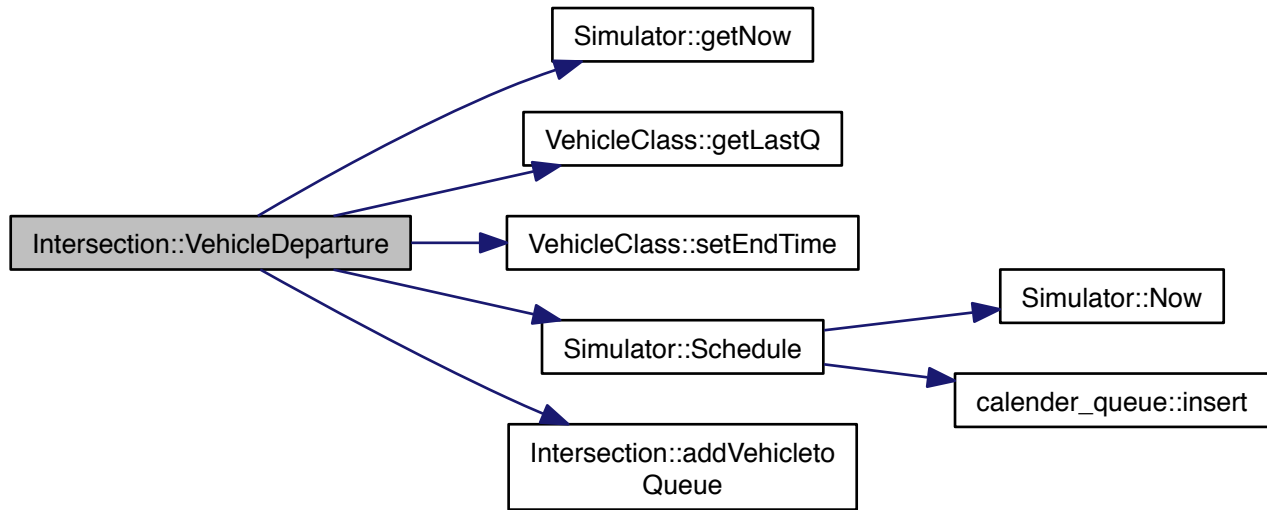 Simulator::getNow
VehicleClass::getLastQ
Intersection::VehicleDeparture
VehicleClass::setEndTime
Simulator::Schedule
Simulator::Now
calender_queue::insert
Intersection::addVehicleto
Queue